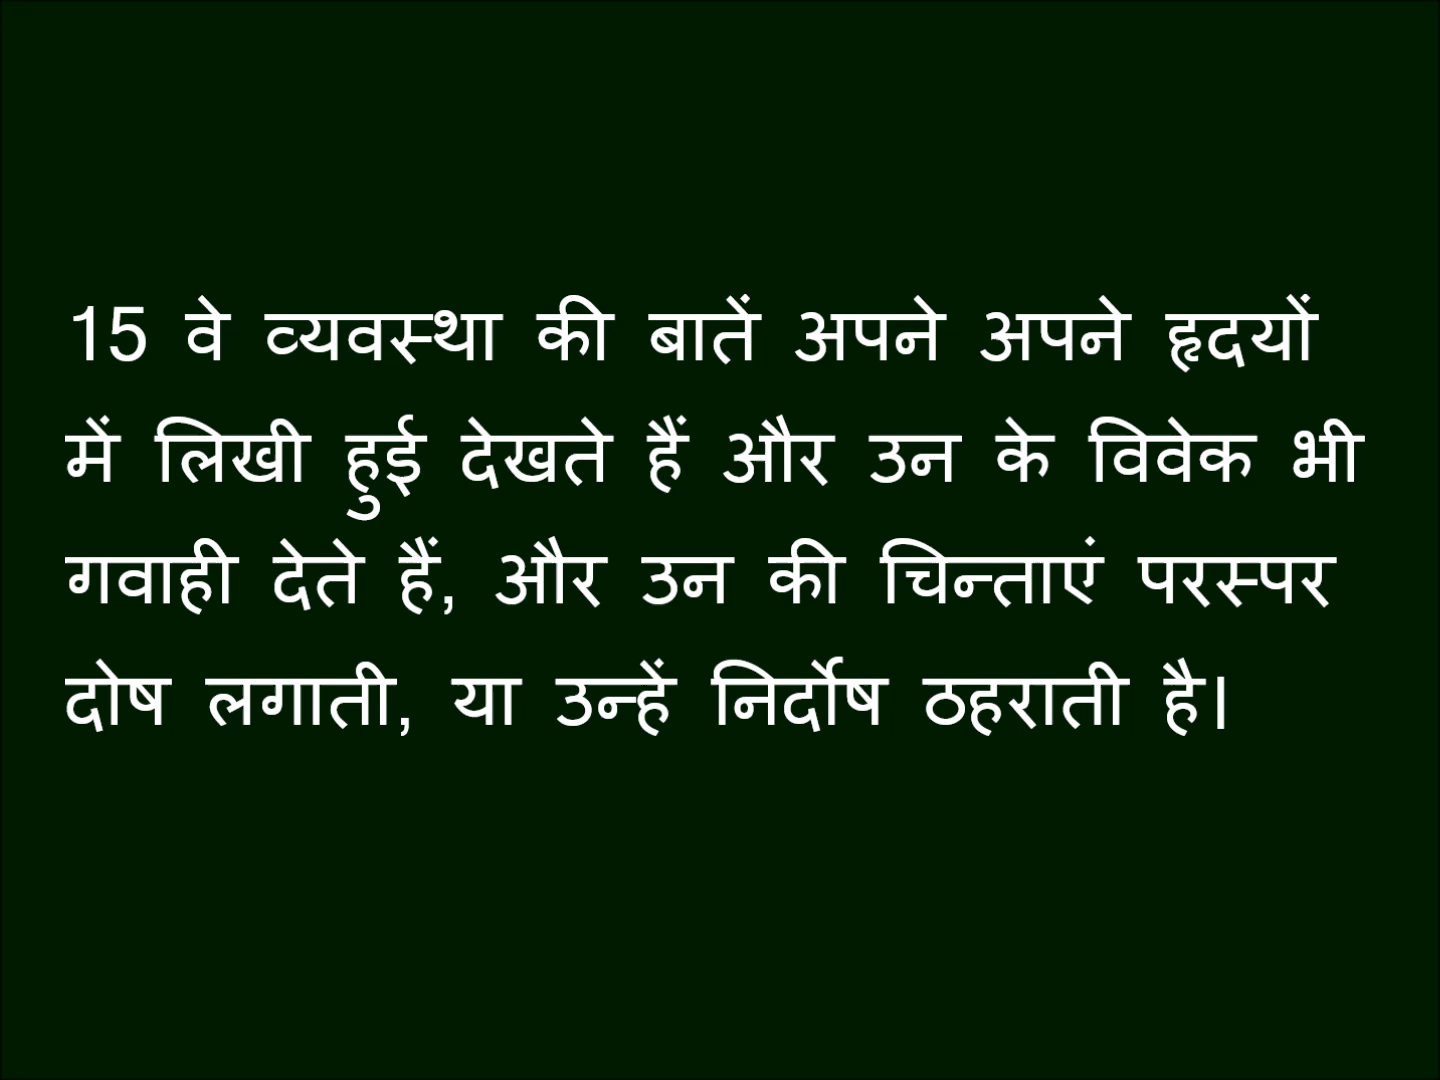 15 वे व्यवस्था की बातें अपने अपने हृदयों
में लिखी हुई देखते हैं और उन के विवेक भी
गवाही देते हैं, और उन की चिन्ताएं परस्पर
दोष लगाती, या उन्हें निर्दोष ठहराती है।